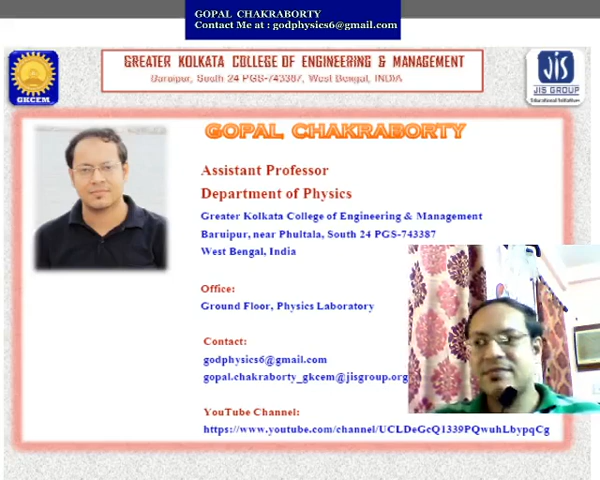 GOPAL CHAKRABORTY
Contact Me at : godphysics6@gmail.com
GREATER KOLKATA COLLEGE OF ENGINEERING & MANAGEMENT
Baruipur, South 24 PGS-743387, West Bengal, INDIA
GKCEM
JIS
JIS GROUP
Educational Initiatives
GOPAL CHAKRABORTY
Assistant Professor
Department of Physics
Greater Kolkata College of Engineering & Management
Baruipur, near Phultala, South 24 PGS-743387
West Bengal, India
Office:
Ground Floor, Physics Laboratory
Contact:
godphysics6@gmail.com
gopal.chakraborty_gkcem@jisgroup.org
YouTube Channel:
https://www.youtube.com/channel/UCLDeGcQ1339PQwuhLbypqCg